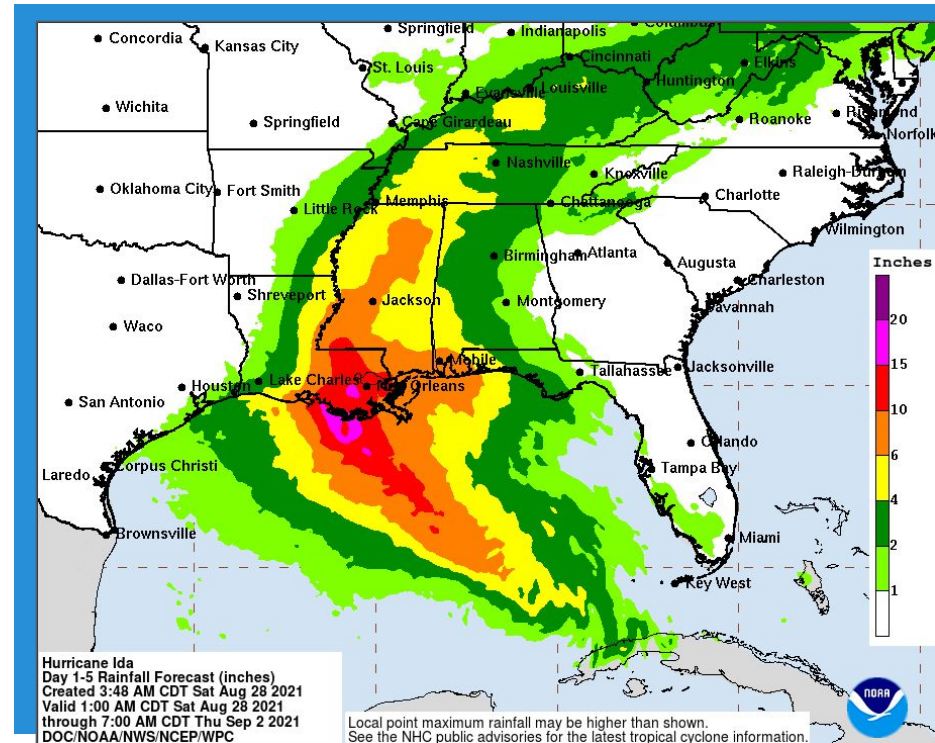 Springfield
Indianapolis
Concordia
Kansas City
Cincinnati
Elkins
St. Louis
Huntington
Evansville
Louisville
Wichita
Springfield
Cape Girardeau
Roanoke
Richmond
Norfolk
Nashville
Knoxville
Raleigh-Durham
Oklahoma City
Fort Smith
Little Rock
Memphis
Chattanooga
Charlotte
Wilmington
Birmingham
Atlanta
Augusta
Inches
Dallas-Fort Worth
Shreveport
Jackson
Montgomery
Charleston
Savannah
20
Waco
Mobile
15
Tallahassee
Jacksonville
Houston
Lake Charles
Orleans
San Antonio
10
Orlando
6
Laredo
Corpus Christi
Tampa Bay
4
Brownsville
Miami
2
Key West
1
Hurricane Ida
Day 1-5 Rainfall Forecast (inches)
Created 3:48 AM CDT Sat Aug 28 2021
Valid 1:00 AM CDT Sat Aug 28 2021
through 7:00 AM CDT Thu Sep 2 2021
DOC/NOAA/NWS/NCEP/WPC
Local point maximum rainfall may be higher than shown.
See the NHC public advisories for the latest tropical cyclone information.
NOAA